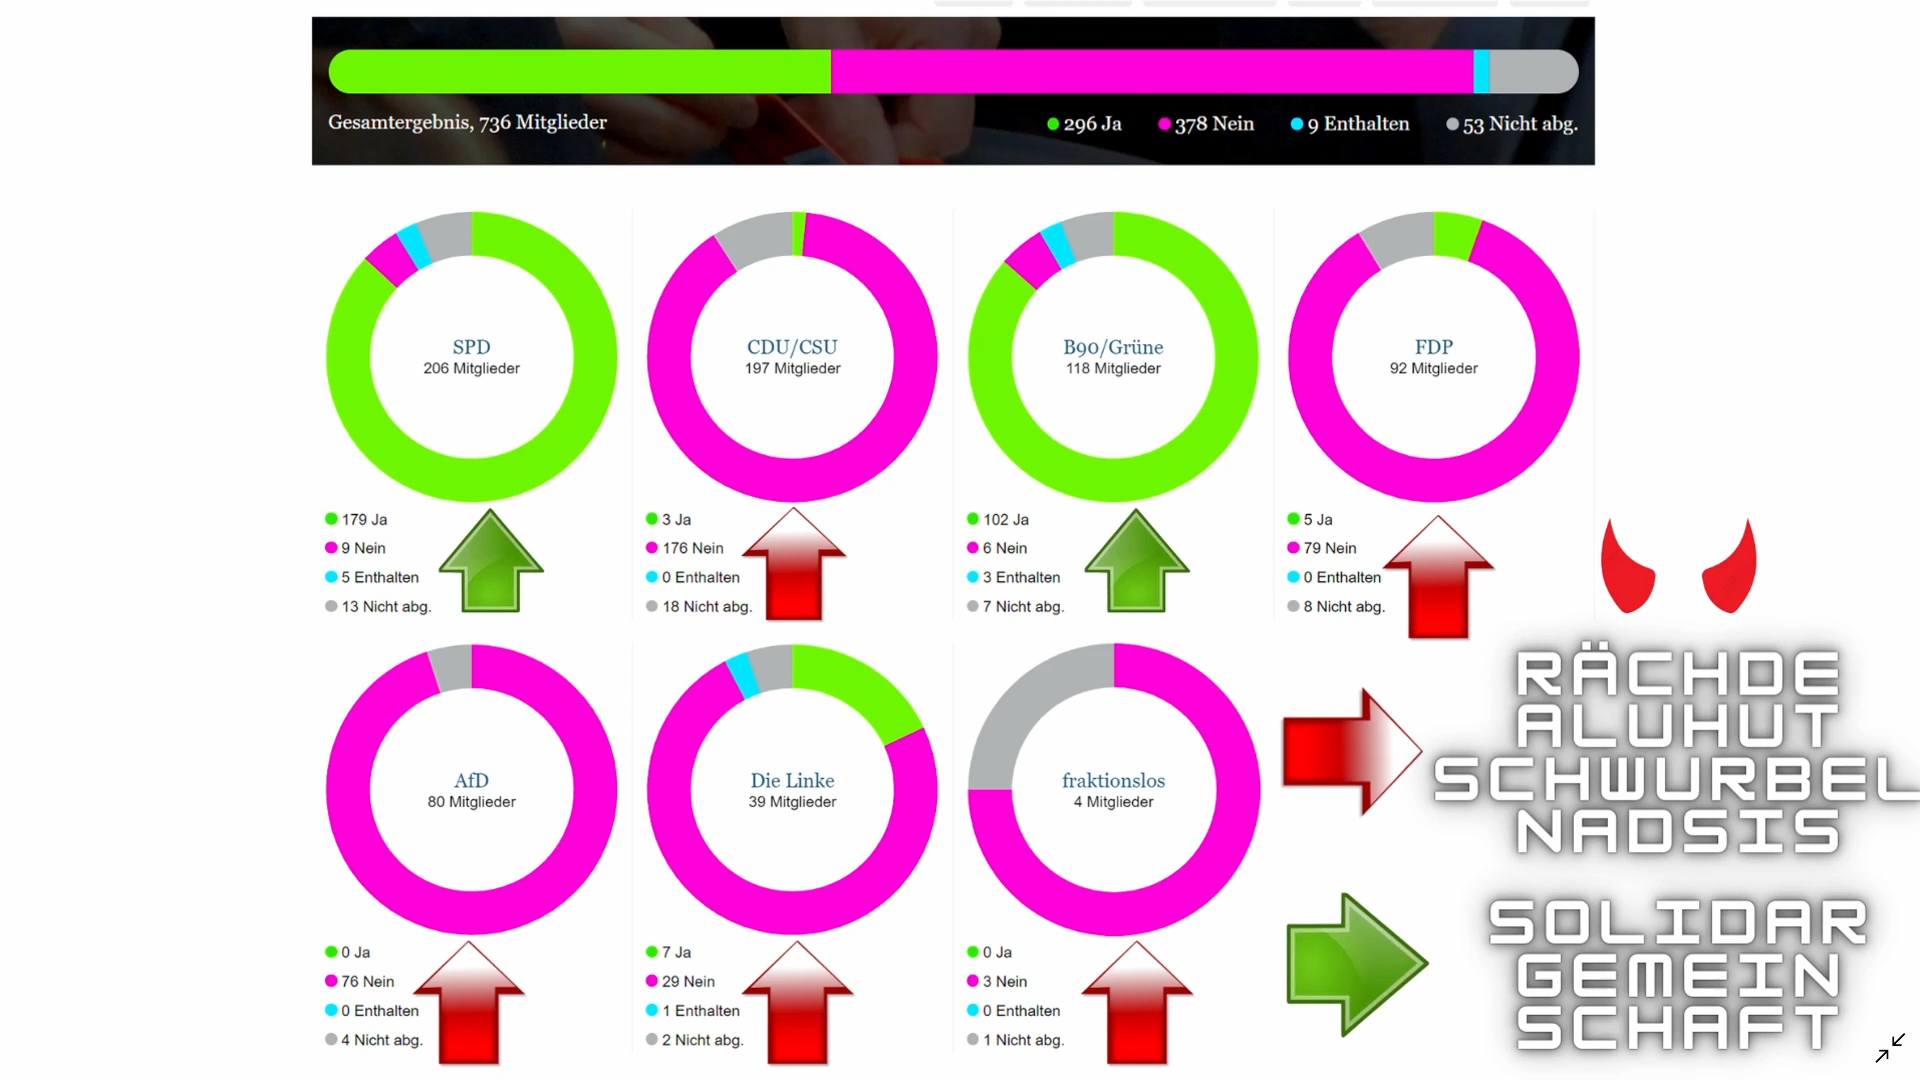 Gesamtergebnis, 736 Mitglieder
296 Ja
378 Nein
9 Enthalten
53 Nicht abg.
SPD
206 Mitglieder
179 Ja
9 Nein
5 Enthalten
13 Nicht abg.
CDU/CSU
197 Mitglieder
3 Ja
176 Nein
0 Enthalten
18 Nicht abg.
B90/Grüne
118 Mitglieder
102 Ja
6 Nein
3 Enthalten
7 Nicht abg.
FDP
92 Mitglieder
5 Ja
79 Nein
0 Enthalten
8 Nicht abg.
AfD
80 Mitglieder
0 Ja
76 Nein
0 Enthalten
4 Nicht abg.
Die Linke
39 Mitglieder
7 Ja
29 Nein
1 Enthalten
2 Nicht abg.
fraktionslos
4 Mitglieder
0 Ja
3 Nein
0 Enthalten
1 Nicht abg.
RÄCHDE
ALUHUT
SCHWURBEL
NADSIS
SOLIDAR
GEMEIN
SCHAFT